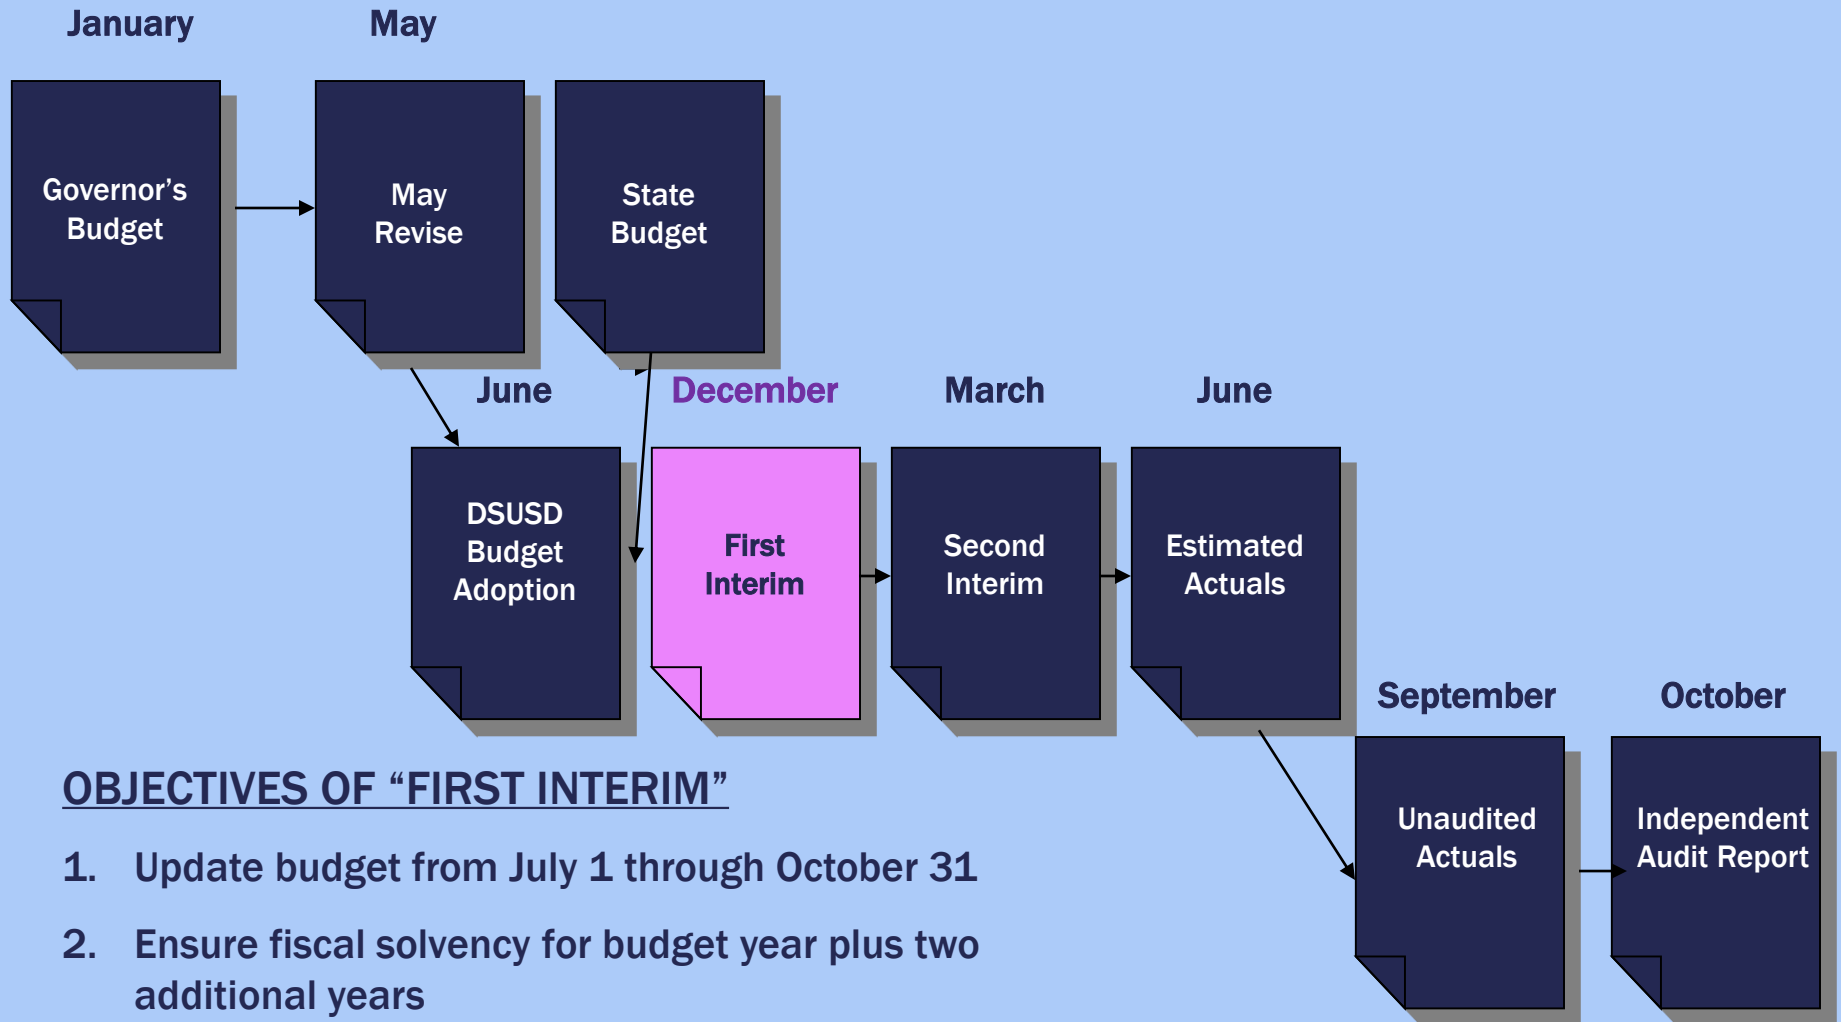 January
May
Governor’s
Budget
May
Revise
State
Budget
June
December
March
June
DSUSD
Budget
Adoption
First
Interim
Second
Interim
Estimated
Actuals
September
October
Unaudited
Actuals
Independent
Audit Report
OBJECTIVES OF “FIRST INTERIM”
1. Update budget from July 1 through October 31
2. Ensure fiscal solvency for budget year plus two
additional years